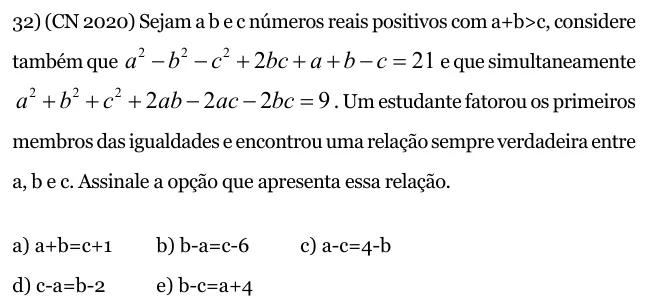 32) (CN 2020) Sejam a b e c números reais positivos com a+b>c, considere
também que a² − b² − c² + 2bc + a + b − c = 21 e que simultaneamente
a² + b² + c² + 2ab − 2ac − 2bc = 9. Um estudante fatorou os primeiros
membros das igualdades e encontrou uma relação sempre verdadeira entre
a, b e c. Assinale a opção que apresenta essa relação.
a) a+b=c+1 b) b-a=c-6 c) a-c=4-b
d) c-a=b-2 e) b-c=a+4